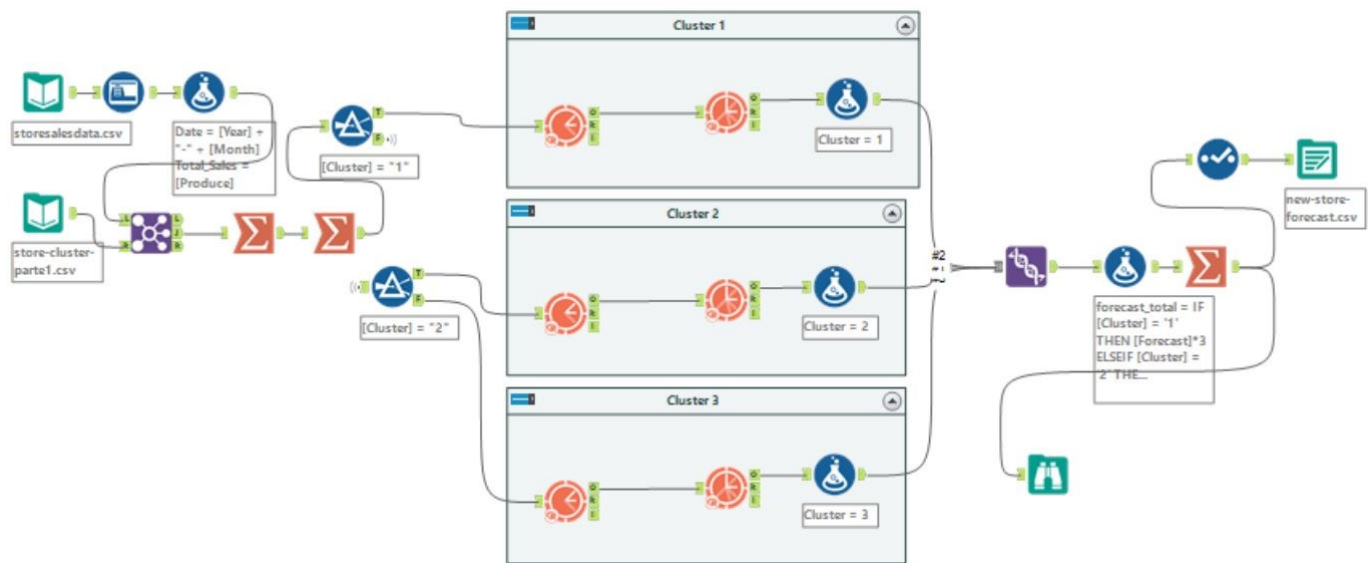 Cluster 1
storesalesdata.csv
Date = [Year] +
"-" + [Month]
Total_Sales =
[Produce]
[Cluster] = "1"
Cluster = 1
store-cluster-
parte1.csv
[Cluster] = "2"
Cluster 2
Cluster = 2
Cluster 3
Cluster = 3
#2
forecast_total = IF
[Cluster] = '1'
THEN [Forecast]*3
ELSEIF [Cluster] =
'2' THE...
new-store-
forecast.csv
L
R
L
J
R
T
F
T
F
O
R
I
O
R
I
O
R
I
O
R
I
O
R
I
O
R
I